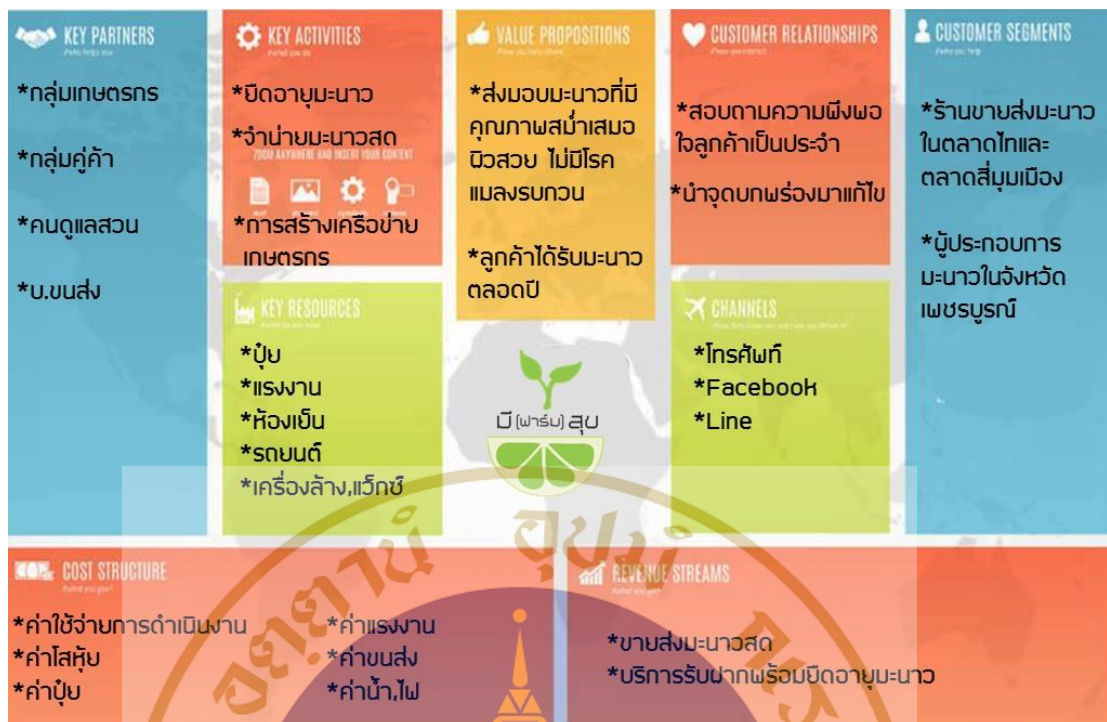 KEY PARTNERS
*กลุ่มเกษตรกร
*กลุ่มคู่ค้า
*คนดูแลสวน
*บ.ขนส่ง
KEY ACTIVITIES
*ยืดอายุมะนาว
*จำน่ายมะนาวสด
ZOOM ANYWHERE AND INSERT YOUR CONTENT
*การสร้างเครือข่าย
เกษตรกร
KEY RESOURCES
*ปุ๋ย
*แรงงาน
*ห้องเย็น
*รถยนต์
*เครื่องล้าง,แว็กซ์
VALUE PROPOSITIONS
*ส่งมอบมะนาวที่มี
คุณภาพสม่ำเสมอ
ผิวสวย ไม่มีโรค
แมลงรบกวน
*ลูกค้าได้รับมะนาว
ตลอดปี
มี (ฟาร์ม) สุข
CUSTOMER RELATIONSHIPS
*สอบถามความพึงพอ
ใจลูกค้าเป็นประจำ
*นำจุดบกพร่องมาแก้ไข
CHANNELS
*โทรศัพท์
*Facebook
*Line
CUSTOMER SEGMENTS
*ร้านขายส่งมะนาว
ในตลาดไทและ
ตลาดสี่มุมเมือง
*ผู้ประกอบการ
มะนาวในจังหวัด
เพชรบูรณ์
COST STRUCTURE
*ค่าใช้จ่ายการดำเนินงาน
*ค่าโสหุ้ย
*ค่าปุ๋ย
*ค่าแรงงาน
*ค่าขนส่ง
*ค่าน้ำ,ไฟ
REVENUE STREAMS
*ขายส่งมะนาวสด
*บริการรับฝากพร้อมยืดอายุมะนาว